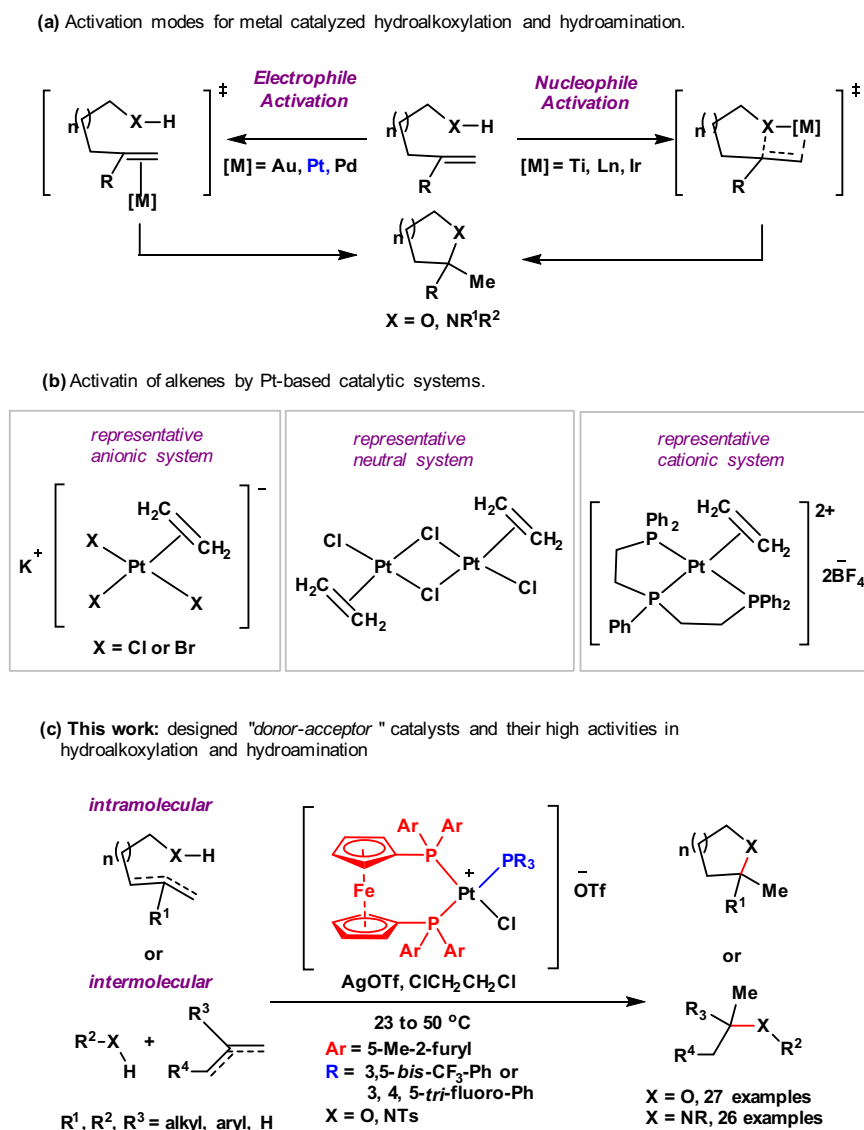 (a) Activation modes for metal catalyzed hydroalkoxylation and hydroamination.
Electrophile Activation
Nucleophile Activation
n X H R [M] ‡
[M] = Au, Pt, Pd
n X H R
[M] = Ti, Ln, Ir
n X [M] R ‡
n X Me R
X = O, NR¹R²
(b) Activatin of alkenes by Pt-based catalytic systems.
representative
anionic system
representative
neutral system
representative
cationic system
K⁺ X X X Pt H₂C CH₂ –
X = Cl or Br
Cl Pt Cl Cl Pt Cl H₂C CH₂ H₂C CH₂
Ph₂ P Pt P Ph PPh₂ H₂C CH₂ 2+
2B̄F₄
(c) This work: designed "donor-acceptor " catalysts and their high activities in
hydroalkoxylation and hydroamination
intramolecular
n X H R¹
or
intermolecular
R²-X H + R³ R⁴
R¹, R², R³ = alkyl, aryl, H
Ar Ar P Fe P Ar Ar Pt + PR₃ Cl – OTf
AgOTf, ClCH₂CH₂Cl
23 to 50 °C
Ar = 5-Me-2-furyl
R = 3,5-bis-CF₃-Ph or
3, 4, 5-tri-fluoro-Ph
X = O, NTs
n X Me R¹
or
R₃ Me X R² R⁴
X = O, 27 examples
X = NR, 26 examples